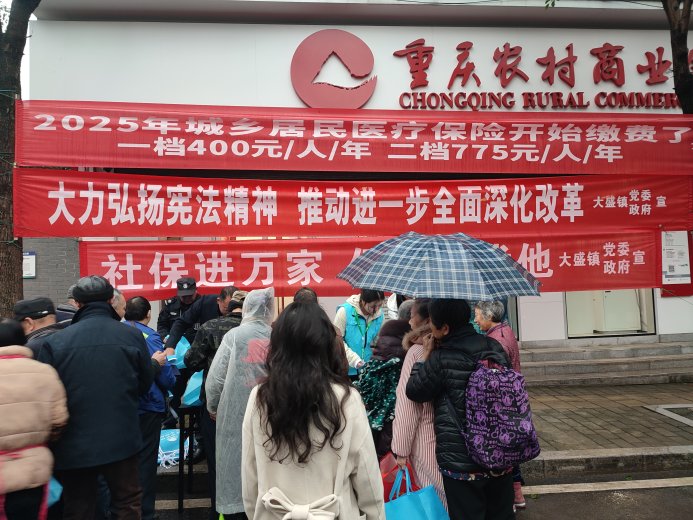 重庆农村商业
CHONGQING RURAL COMMERC
2025年城乡居民医疗保险开始缴费了
一档400元/人/年 二档775元/人/年
大力弘扬宪法精神 推动进一步全面深化改革 大盛镇 党委 政府 宣
社保进万家 他 大盛镇 党委 政府 宣